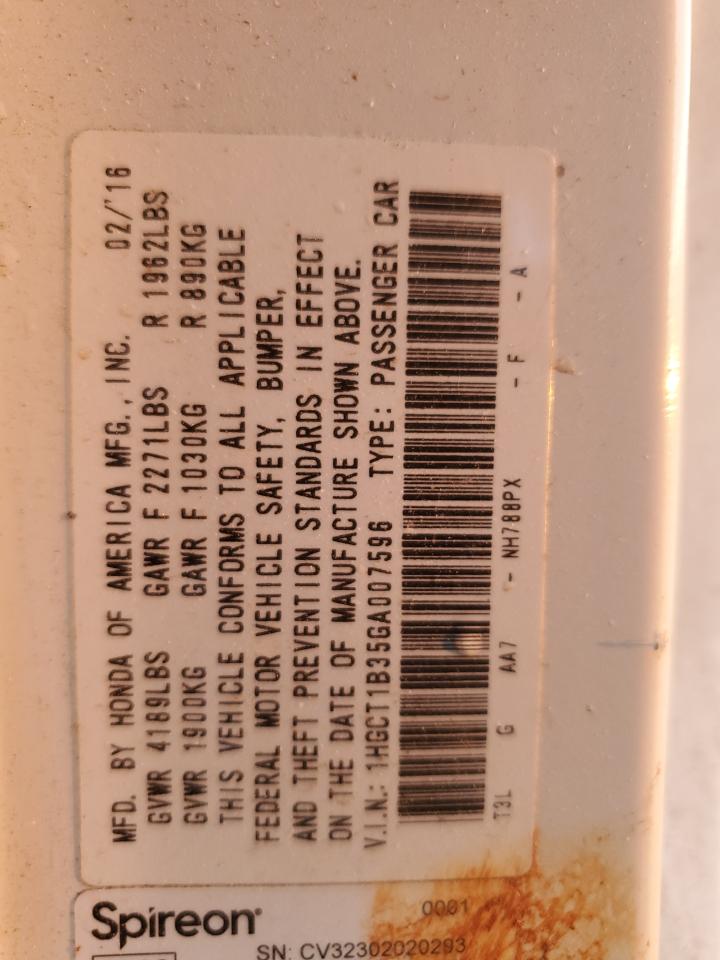 MFD. BY HONDA OF AMERICA MFG., INC. 02/'16
GVWR 4189LBS GAWR F 2271LBS R 1962LBS
GVWR 1900KG GAWR F 1030KG R 890KG
THIS VEHICLE CONFORMS TO ALL APPLICABLE
FEDERAL MOTOR VEHICLE SAFETY, BUMPER,
AND THEFT PREVENTION STANDARDS IN EFFECT
ON THE DATE OF MANUFACTURE SHOWN ABOVE.
V.I.N.: 1HGCT1B35GA007596 TYPE: PASSENGER CAR
T3L G AA7 - NH788PX - F - A
Spireon
0001
SN: CV32302020293